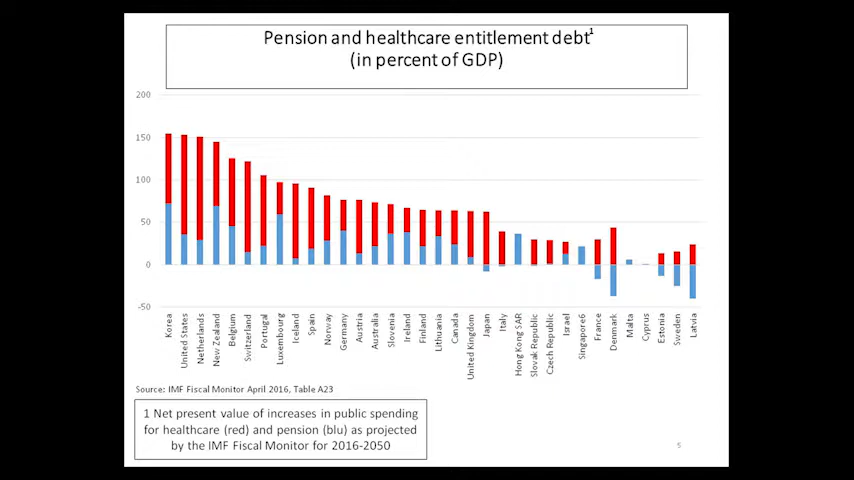 Pension and healthcare entitlement debt¹
(in percent of GDP)
200
150
100
50
0
-50
Korea
United States
Netherlands
New Zealand
Belgium
Switzerland
Portugal
Luxembourg
Iceland
Spain
Norway
Germany
Austria
Australia
Slovenia
Ireland
Finland
Lithuania
Canada
United Kingdom
Japan
Italy
Hong Kong SAR
Slovak Republic
Czech Republic
Israel
Singapore6
France
Denmark
Malta
Cyprus
Estonia
Sweden
Latvia
Source: IMF Fiscal Monitor April 2016, Table A23
1 Net present value of increases in public spending
for healthcare (red) and pension (blu) as projected
by the IMF Fiscal Monitor for 2016-2050
5